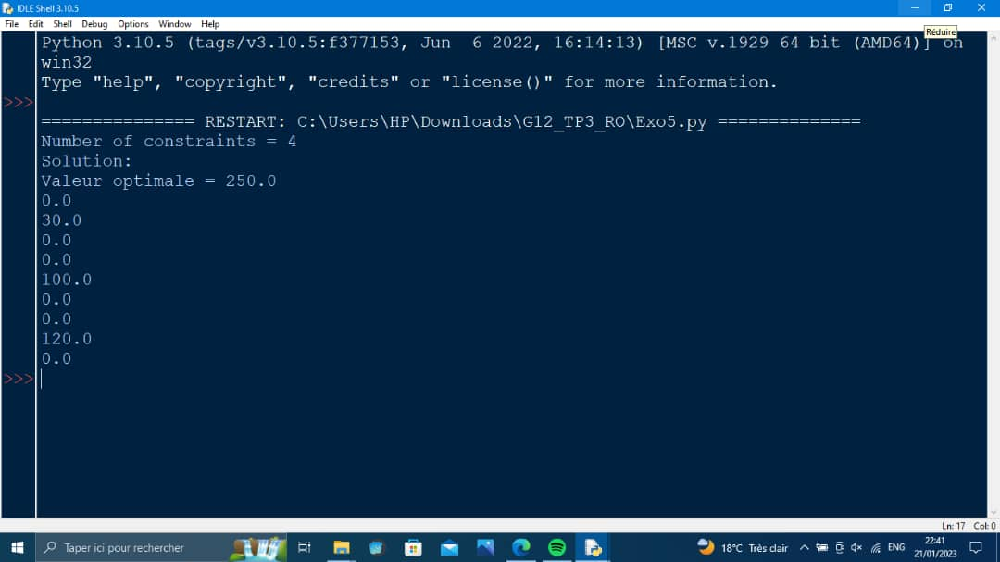 IDLE Shell 3.10.5
File Edit Shell Debug Options Window Help
Réduire
Python 3.10.5 (tags/v3.10.5:f377153, Jun  6 2022, 16:14:13) [MSC v.1929 64 bit (AMD64)] on
win32
Type "help", "copyright", "credits" or "license()" for more information.
>>>
=============== RESTART: C:\Users\HP\Downloads\G12_TP3_RO\Exo5.py ==============
Number of constraints = 4
Solution:
Valeur optimale = 250.0
0.0
30.0
0.0
0.0
100.0
0.0
0.0
120.0
0.0
>>>
Ln: 17 Col: 0
Taper ici pour rechercher
18°C Très clair
ENG
22:41
21/01/2023